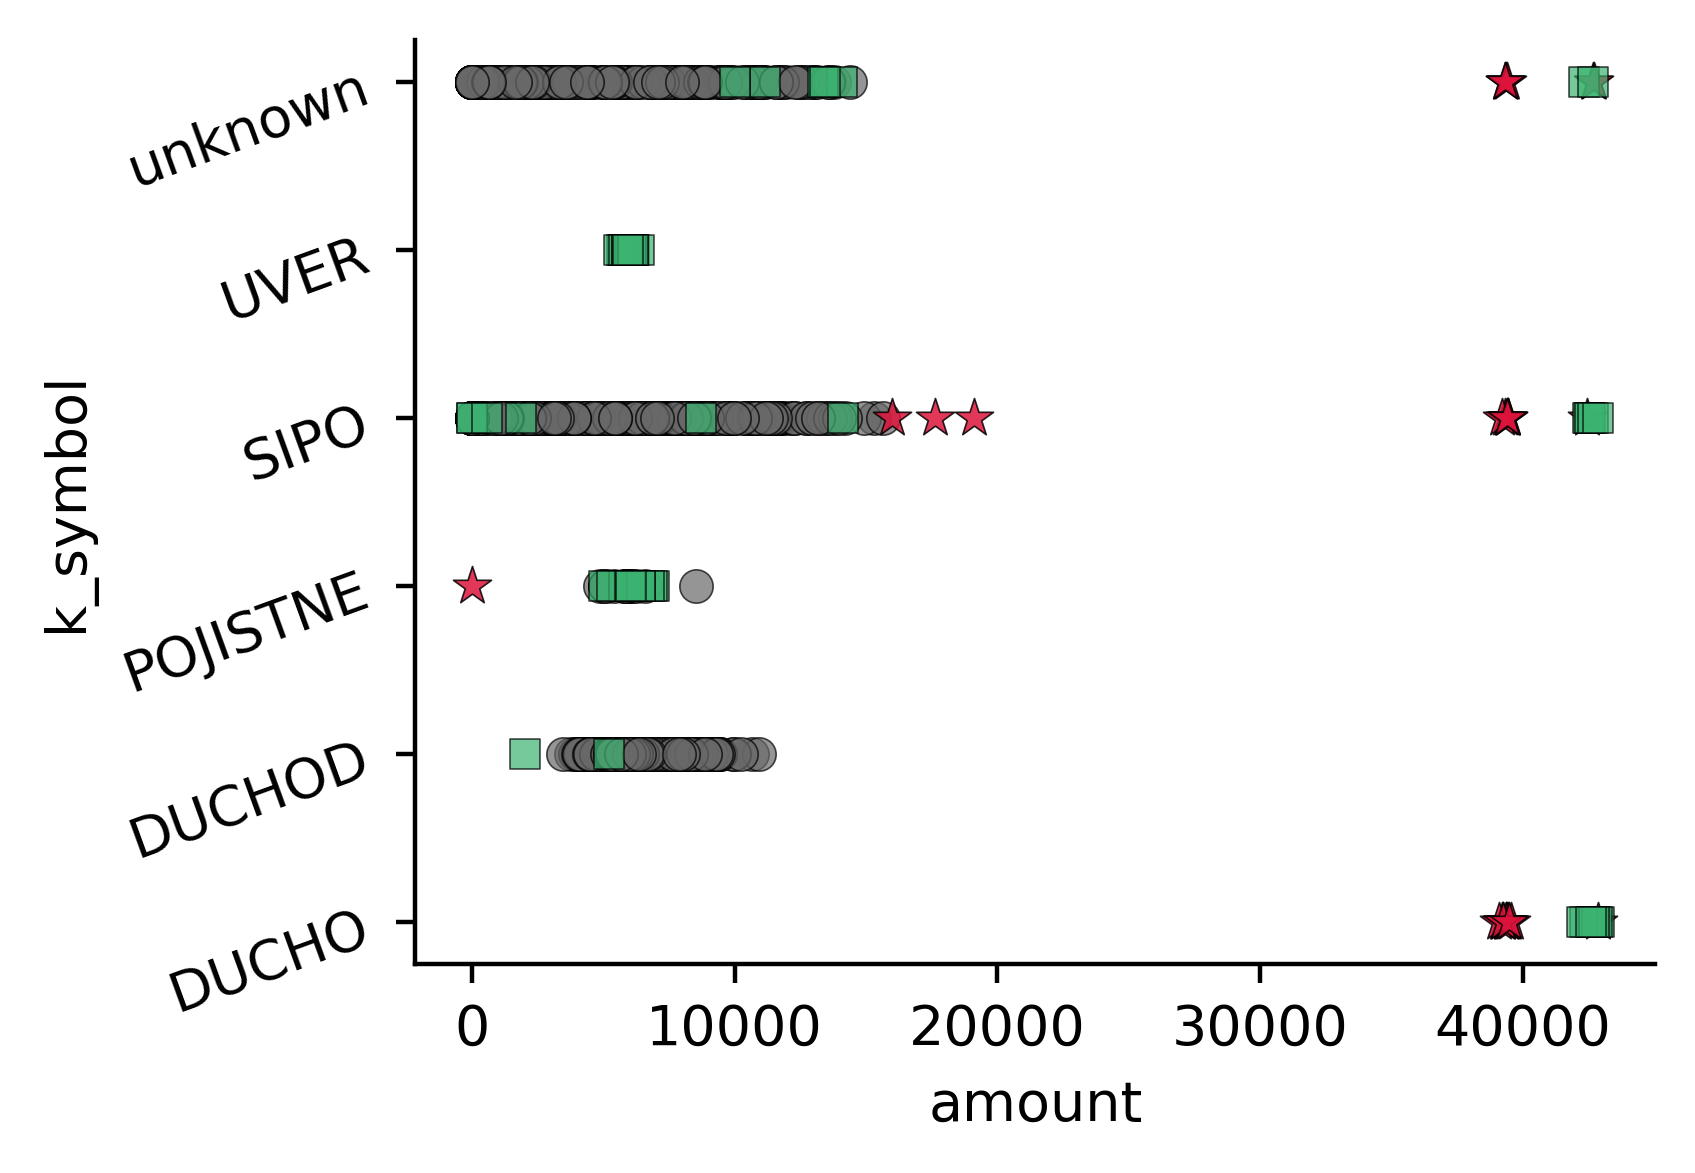 unknown
UVER
SIPO
POJISTNE
DUCHOD
DUCHO
k_symbol
0 10000 20000 30000 40000
amount